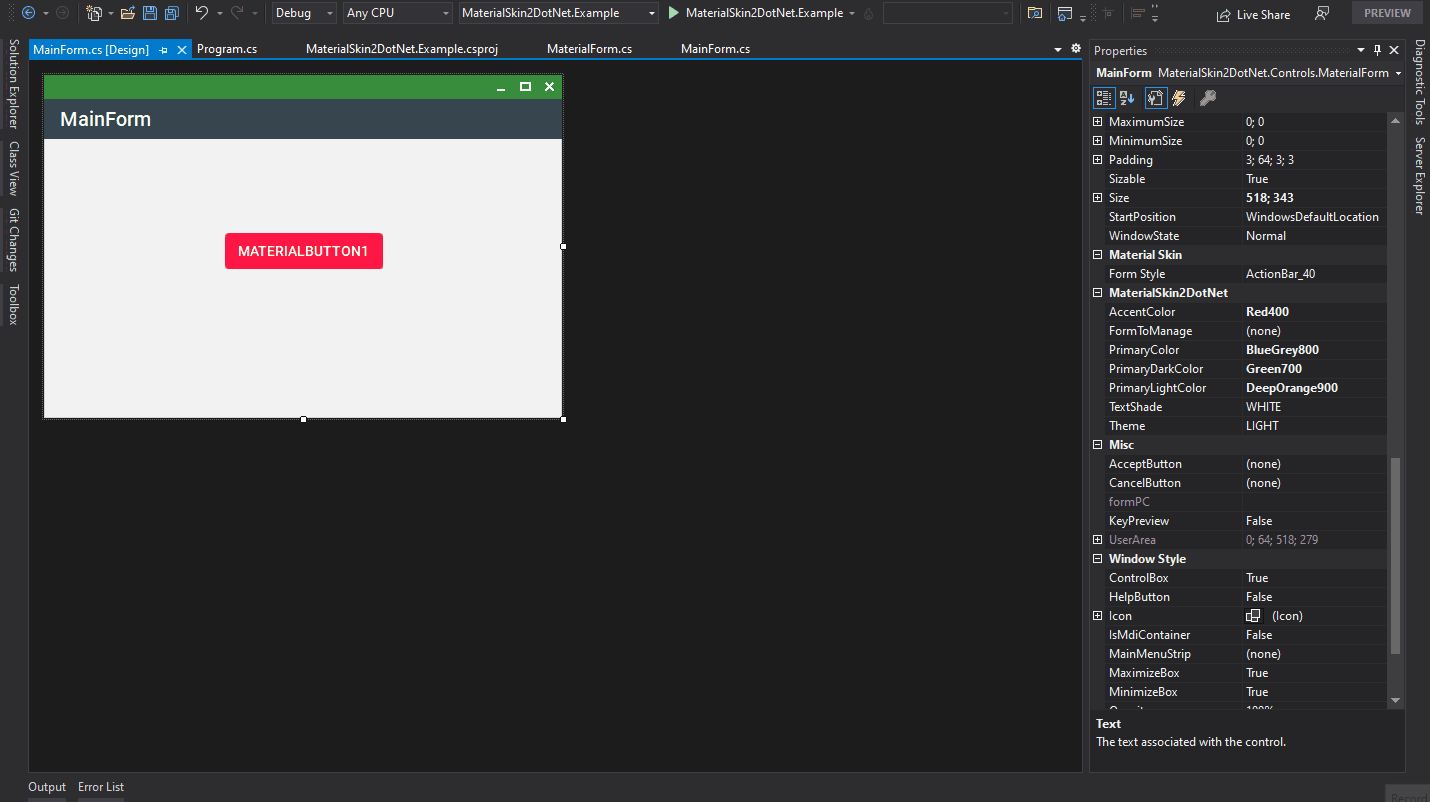 Debug Any CPU MaterialSkin2DotNet.Example MaterialSkin2DotNet.Example Live Share PREVIEW
MainForm.cs [Design] Program.cs MaterialSkin2DotNet.Example.csproj MaterialForm.cs MainForm.cs
Solution Explorer
Class View
Git Changes
Toolbox
MainForm
MATERIALBUTTON1
Properties
MainForm MaterialSkin2DotNet.Controls.MaterialForm
MaximumSize 0; 0
MinimumSize 0; 0
Padding 3; 64; 3; 3
Sizable True
Size 518; 343
StartPosition WindowsDefaultLocation
WindowState Normal
Material Skin
Form Style ActionBar_40
MaterialSkin2DotNet
AccentColor Red400
FormToManage (none)
PrimaryColor BlueGrey800
PrimaryDarkColor Green700
PrimaryLightColor DeepOrange900
TextShade WHITE
Theme LIGHT
Misc
AcceptButton (none)
CancelButton (none)
formPC
KeyPreview False
UserArea 0; 64; 518; 279
Window Style
ControlBox True
HelpButton False
Icon (Icon)
IsMdiContainer False
MainMenuStrip (none)
MaximizeBox True
MinimizeBox True
Text
The text associated with the control.
Diagnostic Tools
Server Explorer
Output Error List
Record